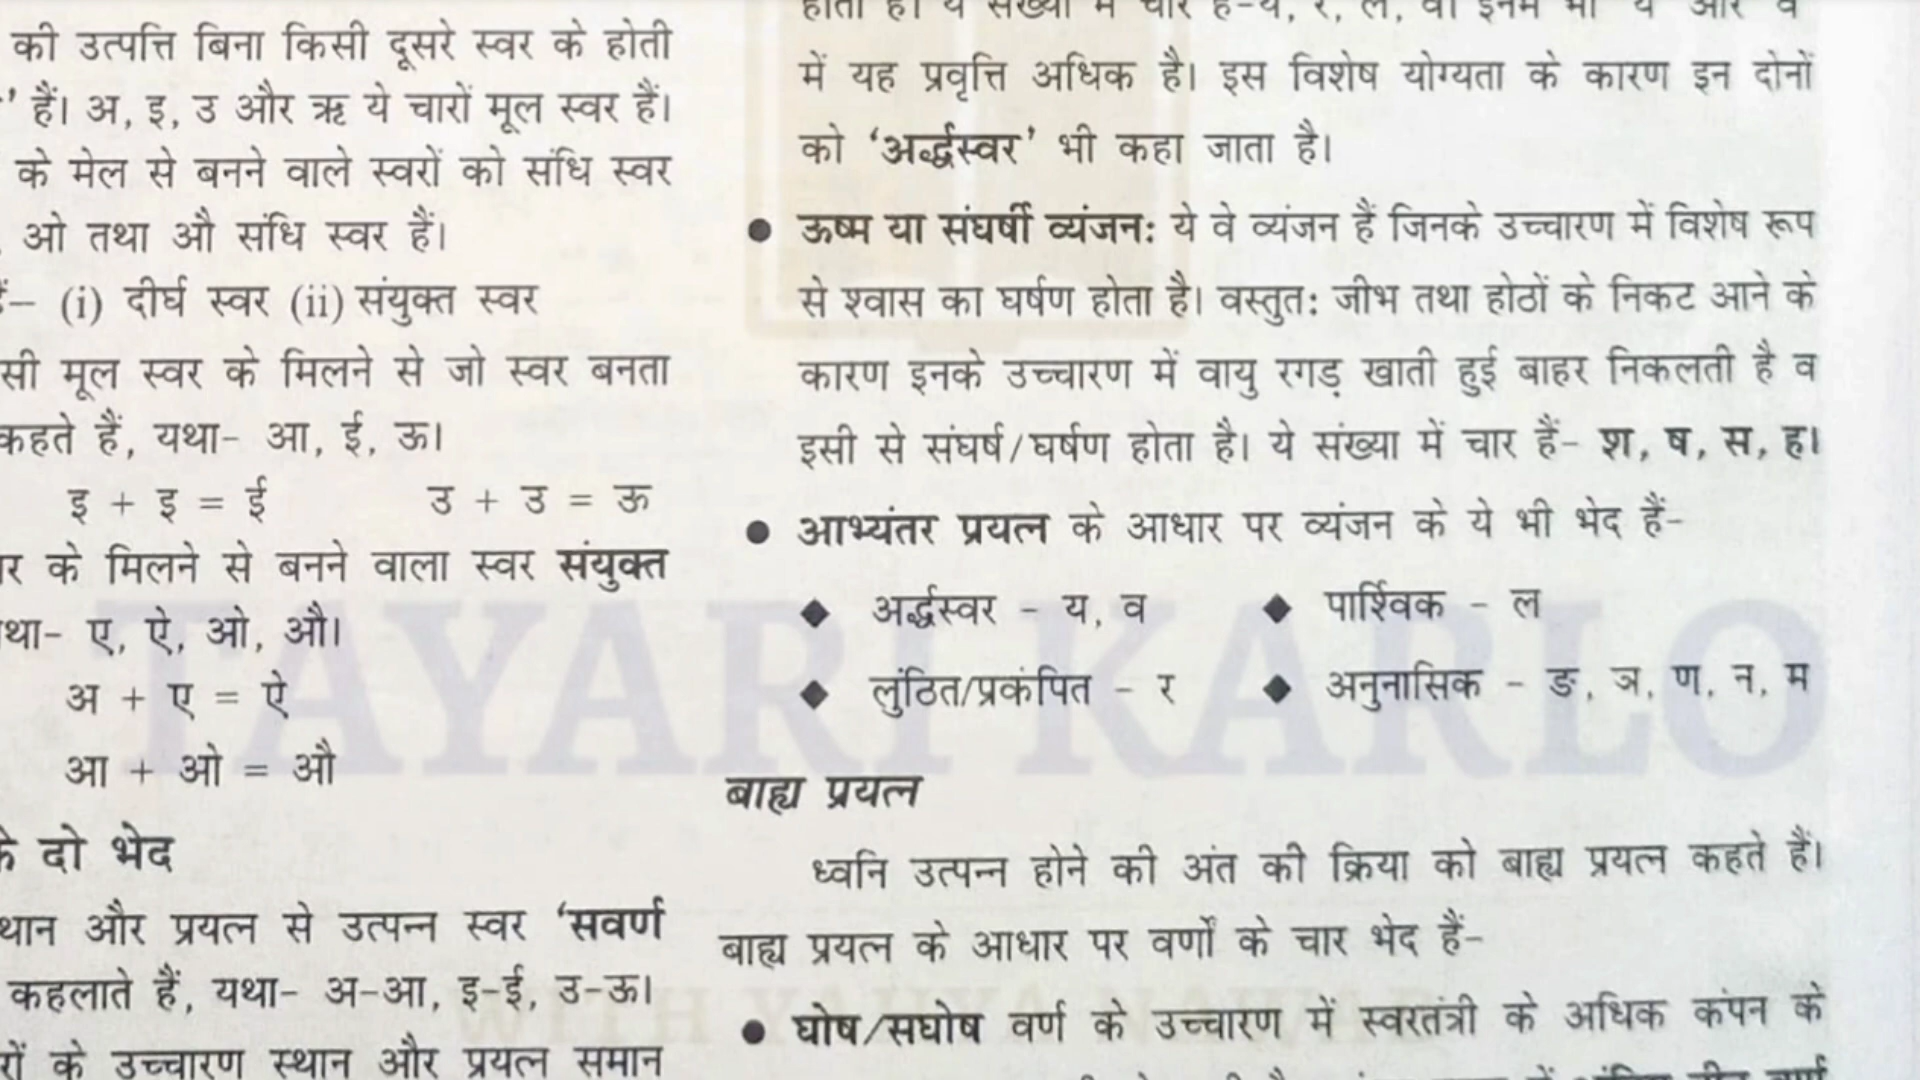 की उत्पत्ति बिना किसी दूसरे स्वर के होती
' हैं। अ, इ, उ और ऋ ये चारों मूल स्वर हैं।
के मेल से बनने वाले स्वरों को संधि स्वर
ओ तथा औ संधि स्वर हैं।
– (i) दीर्घ स्वर (ii) संयुक्त स्वर
सी मूल स्वर के मिलने से जो स्वर बनता
कहते हैं, यथा- आ, ई, ऊ।
इ + इ = ई उ + उ = ऊ
र के मिलने से बनने वाला स्वर संयुक्त
था- ए, ऐ, ओ, औ।
अ + ए = ऐ
आ + ओ = औ
के दो भेद
थान और प्रयत्न से उत्पन्न स्वर 'सवर्ण
कहलाते हैं, यथा- अ-आ, इ-ई, उ-ऊ।
रों के उच्चारण स्थान और प्रयत्न समान
होता है। ये संख्या में चार हैं-य, र, ल, व। इनमें भी य और व
में यह प्रवृत्ति अधिक है। इस विशेष योग्यता के कारण इन दोनों
को 'अर्द्धस्वर' भी कहा जाता है।
● ऊष्म या संघर्षी व्यंजन: ये वे व्यंजन हैं जिनके उच्चारण में विशेष रूप
से श्वास का घर्षण होता है। वस्तुत: जीभ तथा होठों के निकट आने के
कारण इनके उच्चारण में वायु रगड़ खाती हुई बाहर निकलती है व
इसी से संघर्ष/घर्षण होता है। ये संख्या में चार हैं- श, ष, स, ह।
● आभ्यंतर प्रयत्न के आधार पर व्यंजन के ये भी भेद हैं-
◆ अर्द्धस्वर - य, व ◆ पार्श्विक - ल
◆ लुंठित/प्रकंपित - र ◆ अनुनासिक - ङ, ञ, ण, न, म
बाह्य प्रयत्न
ध्वनि उत्पन्न होने की अंत की क्रिया को बाह्य प्रयत्न कहते हैं।
बाह्य प्रयत्न के आधार पर वर्णों के चार भेद हैं-
● घोष/सघोष वर्ण के उच्चारण में स्वरतंत्री के अधिक कंपन के
TAYARI KARLO
WITH YAHYA NAWAB